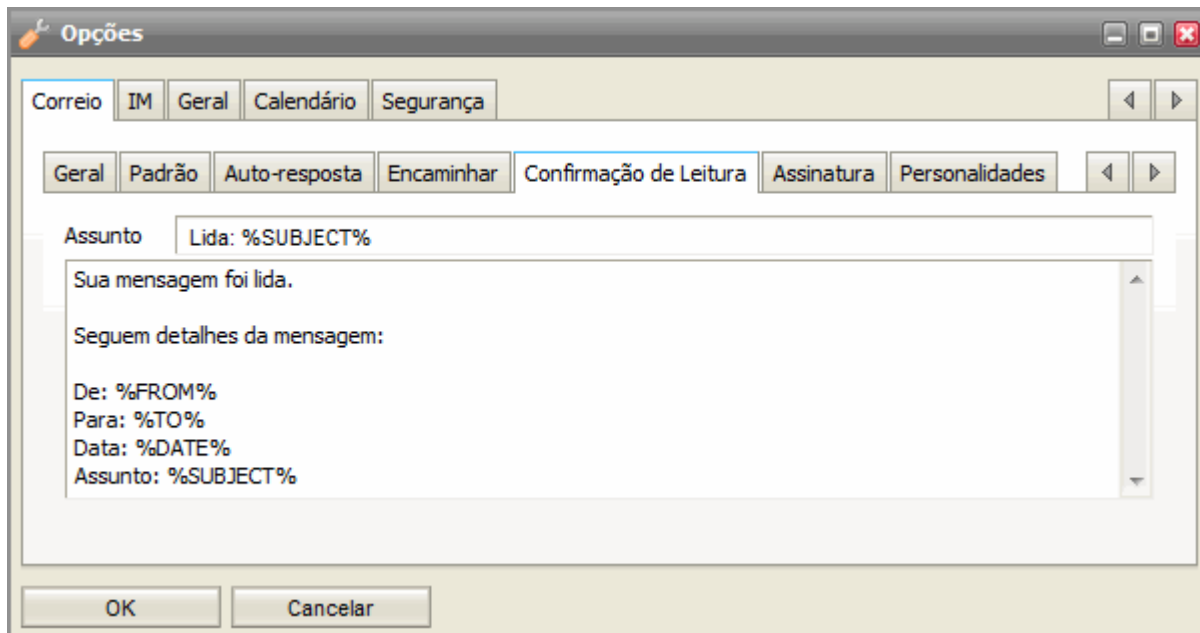 Opções
Correio IM Geral Calendário Segurança
Geral Padrão Auto-resposta Encaminhar Confirmação de Leitura Assinatura Personalidades
Assunto Lida: %SUBJECT%
Sua mensagem foi lida.
Seguem detalhes da mensagem:
De: %FROM%
Para: %TO%
Data: %DATE%
Assunto: %SUBJECT%
OK Cancelar